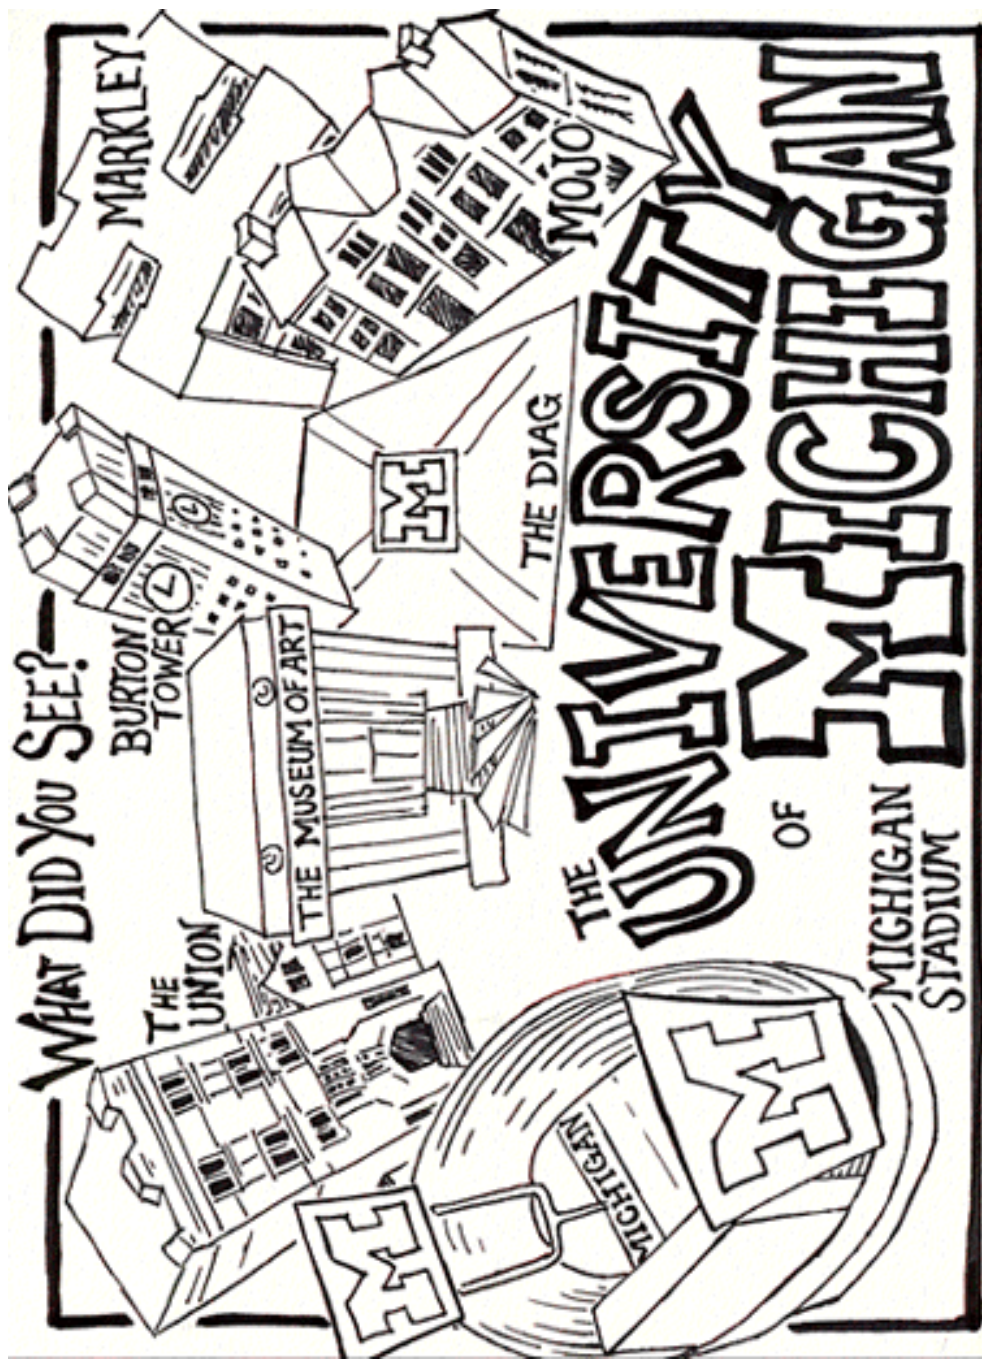 WHAT DID YOU SEE?
MARKLEY
BURTON
TOWER
THE
UNION
THE MUSEUM OF ART
M
M
THE DIAG
MOJO
MICHIGAN
M
THE
UNIVERSITY
OF
MICHIGAN
MICHIGAN
STADIUM